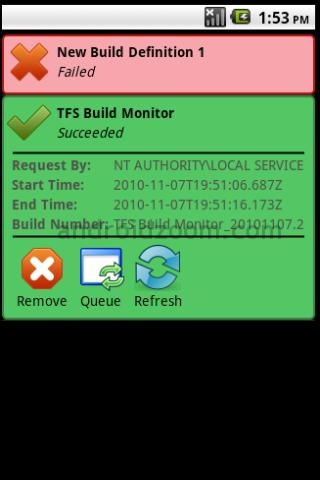 1:53 PM
New Build Definition 1
Failed
TFS Build Monitor
Succeeded
Request By: NT AUTHORITY\LOCAL SERVICE
Start Time: 2010-11-07T19:51:06.687Z
End Time: 2010-11-07T19:51:16.173Z
Build Number: TFS Build Monitor_20101107.2
androidzoom.com
Remove Queue Refresh